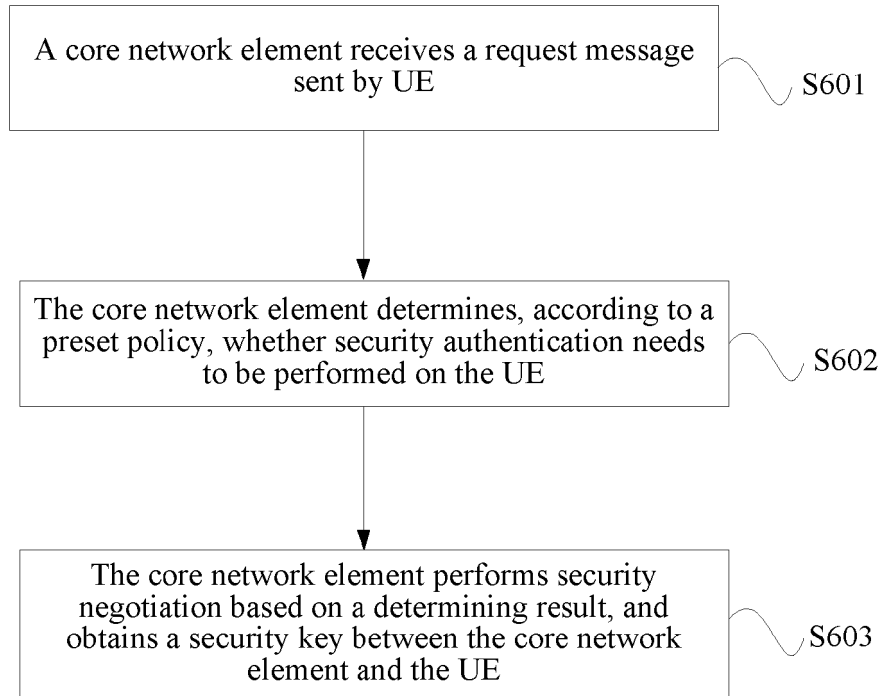 A core network element receives a request message
sent by UE
S601
The core network element determines, according to a
preset policy, whether security authentication needs
to be performed on the UE
S602
The core network element performs security
negotiation based on a determining result, and
obtains a security key between the core network
element and the UE
S603